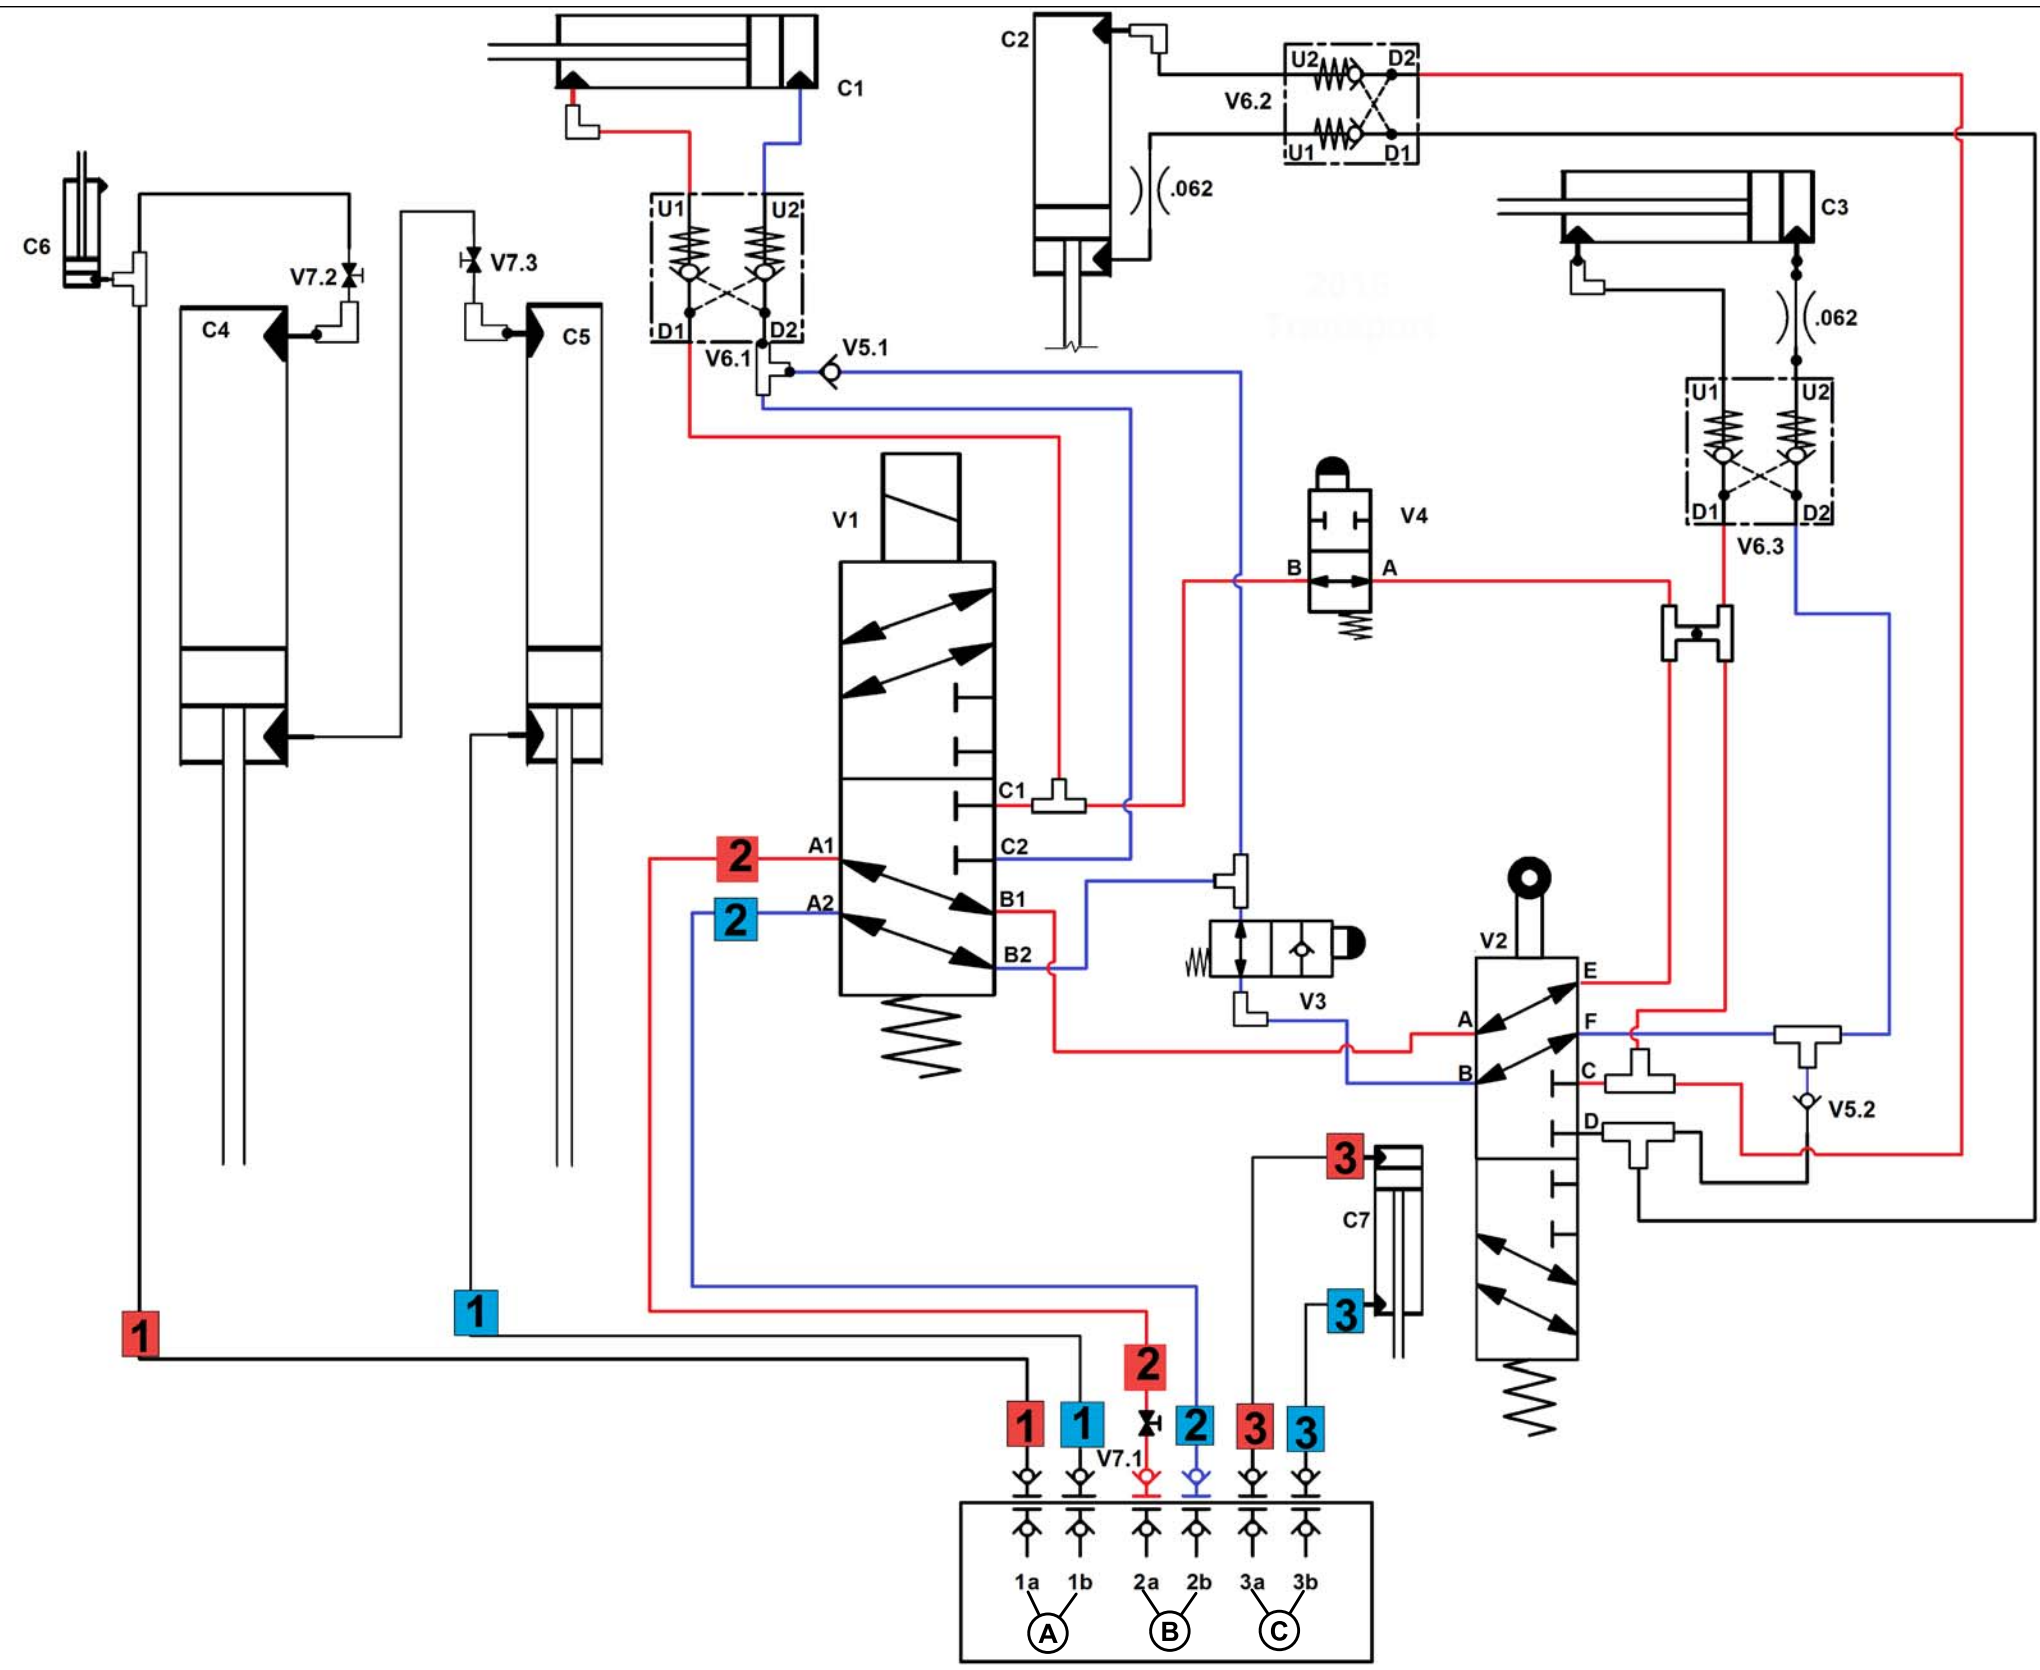 C1
C2
U2 D2
V6.2
U1 D1
C6
V7.2
V7.3
U1 U2
.062
C3
C4
C5
D1 D2
V6.1
V5.1
.062
U1 U2
D1 D2
V6.3
V1
V4
B A
C1
2 A1
C2
2 A2
B1
B2
V3
V2
E
A
F
B
C
D
V5.2
3
C7
3
1
1
2
1 1 2 3 3
V7.1
1a 1b 2a 2b 3a 3b
A B C